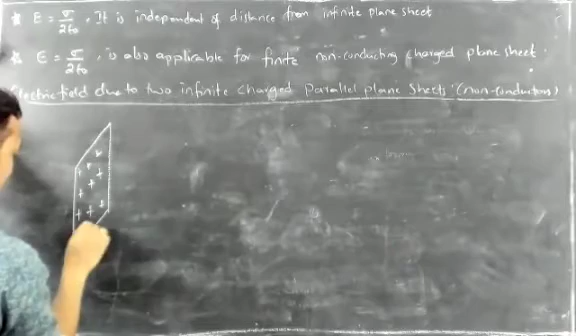 * E = σ/2ε₀, It is independent of distance from infinite plane sheet
* E = σ/2ε₀, is also applicable for finite non-conducting charged plane sheet.
Electric field due to two infinite charged Parallel plane sheets (non-conductors)
+ + + + + + + +